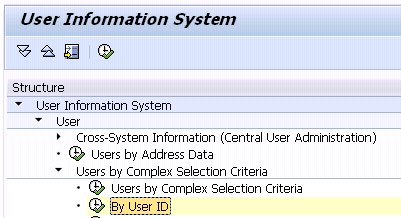 User Information System
Structure
User Information System
User
Cross-System Information (Central User Administration)
Users by Address Data
Users by Complex Selection Criteria
Users by Complex Selection Criteria
By User ID